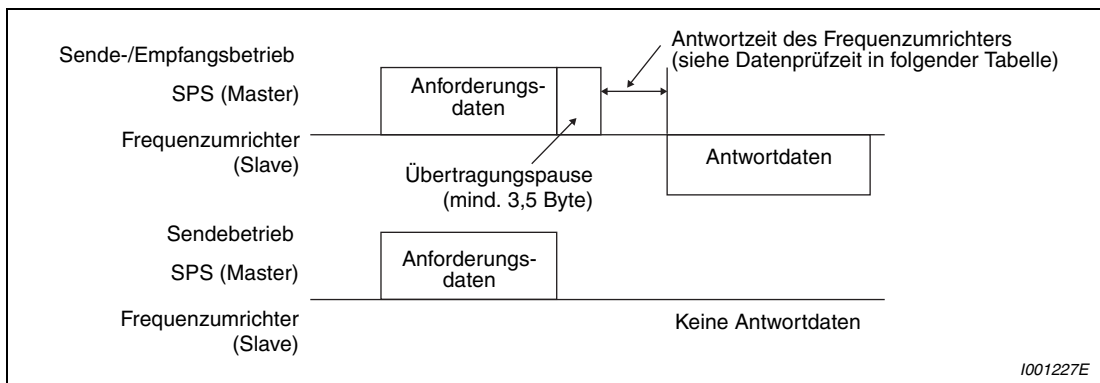 Sende-/Empfangsbetrieb
SPS (Master)
Frequenzumrichter
(Slave)
Anforderungs-
daten
Antwortzeit des Frequenzumrichters
(siehe Datenprüfzeit in folgender Tabelle)
Antwortdaten
Übertragungspause
(mind. 3,5 Byte)
Sendebetrieb
SPS (Master)
Frequenzumrichter
(Slave)
Anforderungs-
daten
Keine Antwortdaten
I001227E